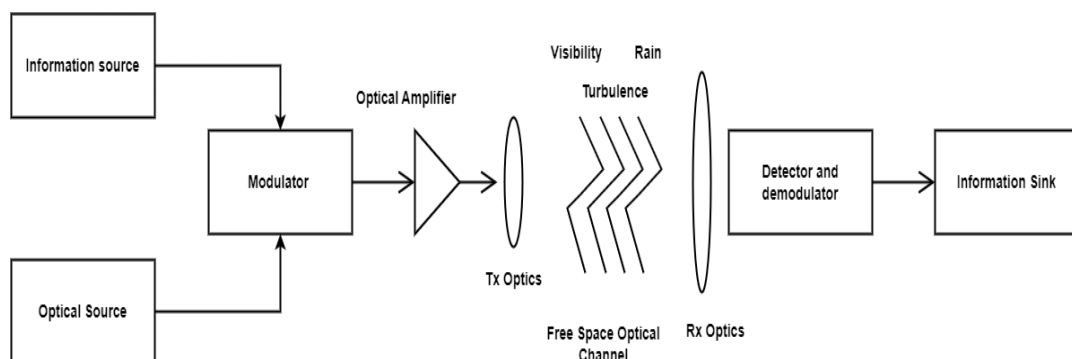 Information source
Optical Source
Modulator
Optical Amplifier
Tx Optics
Visibility
Rain
Turbulence
Free Space Optical
Channel
Rx Optics
Detector and
demodulator
Information Sink